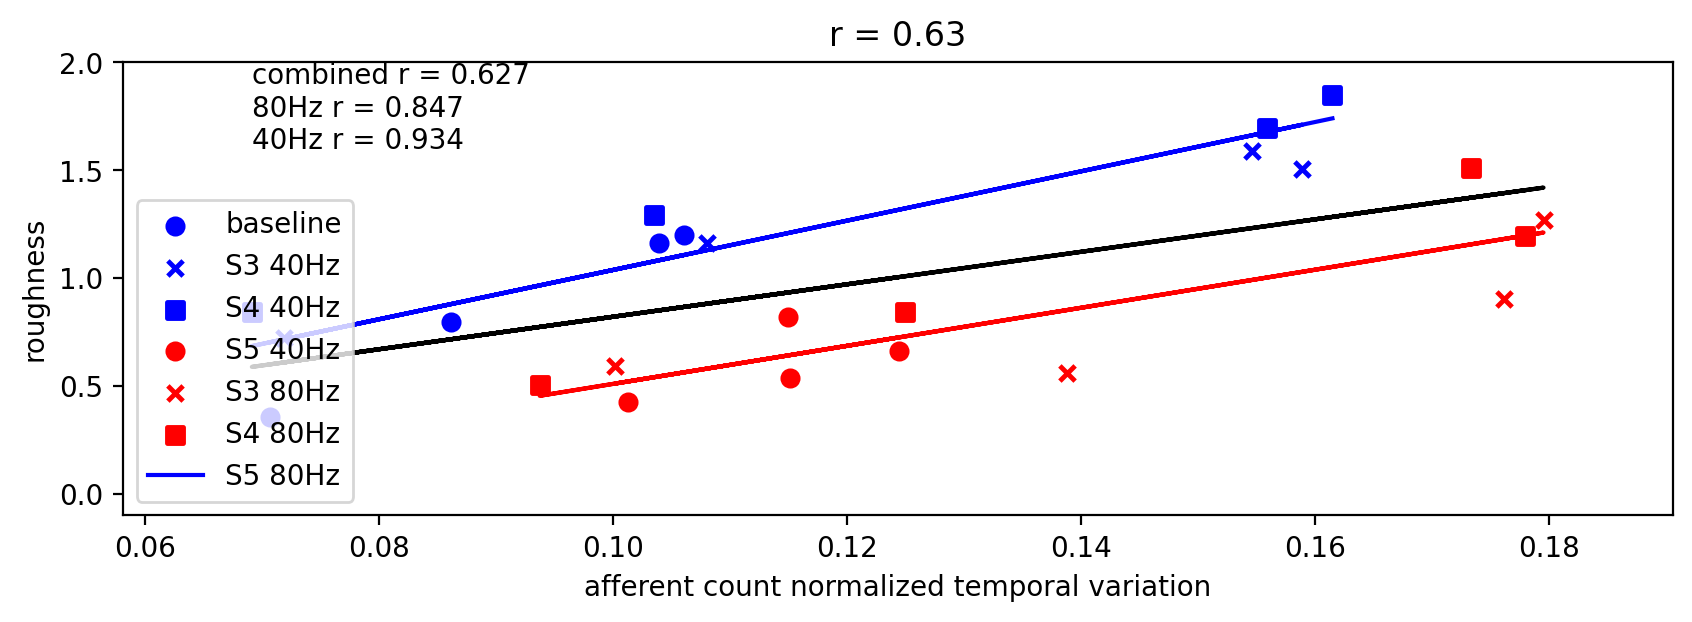 r = 0.63
combined r = 0.627
80Hz r = 0.847
40Hz r = 0.934
baseline
S3 40Hz
S4 40Hz
S5 40Hz
S3 80Hz
S4 80Hz
S5 80Hz
roughness
2.0
1.5
1.0
0.5
0.0
0.06 0.08 0.10 0.12 0.14 0.16 0.18
afferent count normalized temporal variation